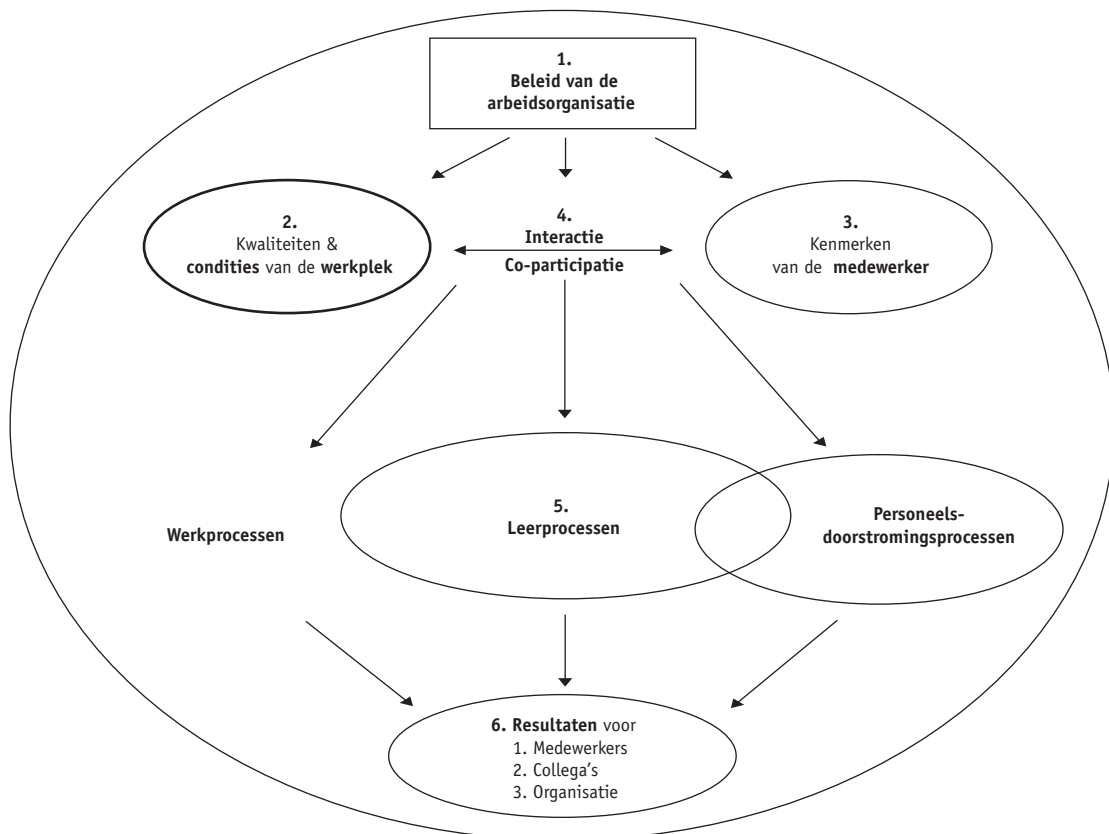 1.
Beleid van de
arbeidsorganisatie
2.
Kwaliteiten &
condities van de werkplek
4.
Interactie
Co-participatie
3.
Kenmerken
van de medewerker
Werkprocessen
5.
Leerprocessen
Personeels-
doorstromingsprocessen
6. Resultaten voor
1. Medewerkers
2. Collega's
3. Organisatie